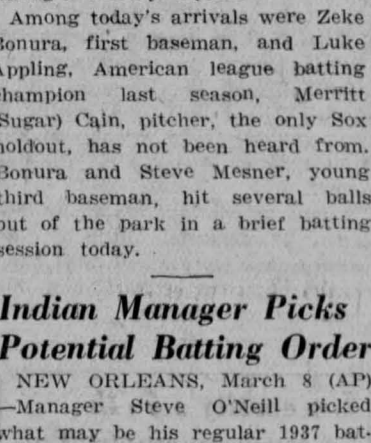 Among today's arrivals were Zeke
Bonura, first baseman, and Luke
Appling, American league batting
champion last season, Merritt
(Sugar) Cain, pitcher, the only Sox
holdout, has not been heard from.
Bonura and Steve Mesner, young
third baseman, hit several balls
out of the park in a brief batting
session today.
Indian Manager Picks
Potential Batting Order
NEW ORLEANS, March 8 (AP)
—Manager Steve O'Neill picked
what may be his regular 1937 bat-